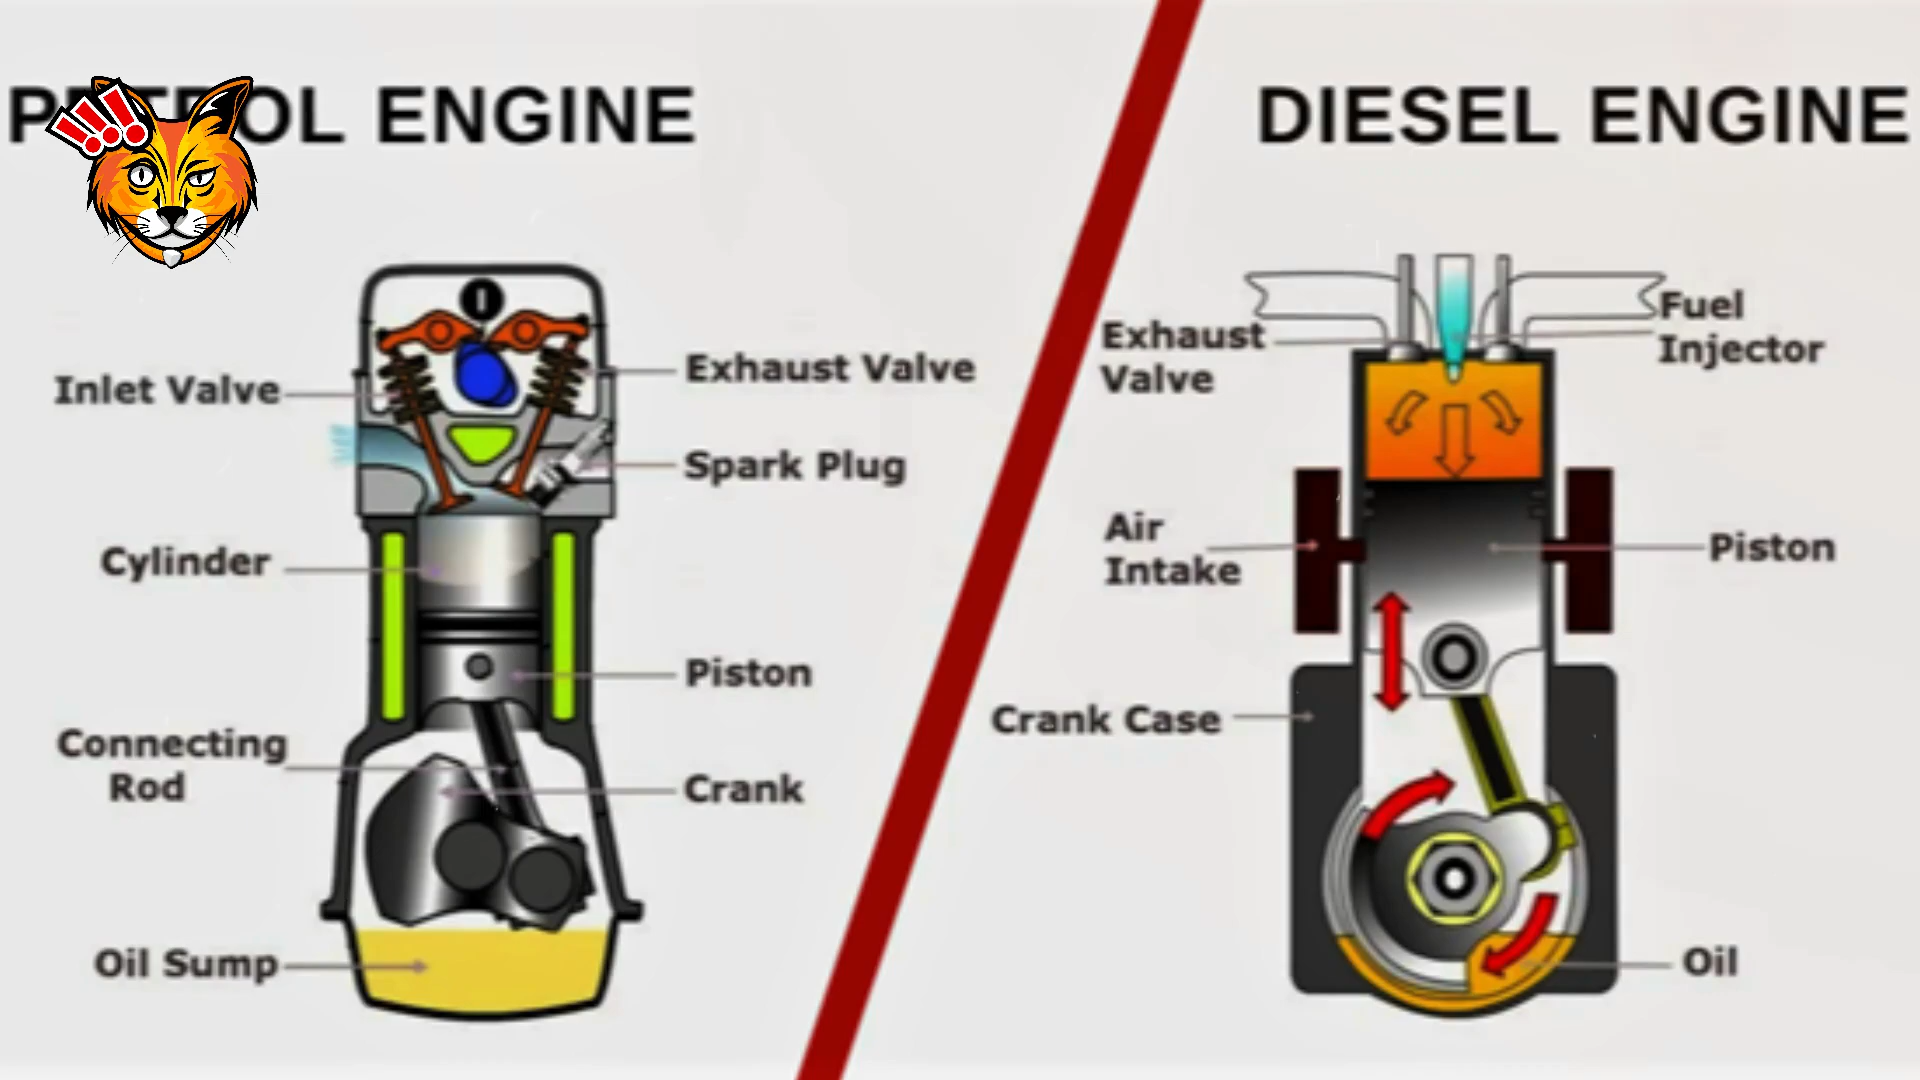 PETROL ENGINE
Inlet Valve
Exhaust Valve
Spark Plug
Cylinder
Piston
Connecting
Rod
Crank
Oil Sump
DIESEL ENGINE
Exhaust
Valve
Fuel
Injector
Air
Intake
Piston
Crank Case
Oil